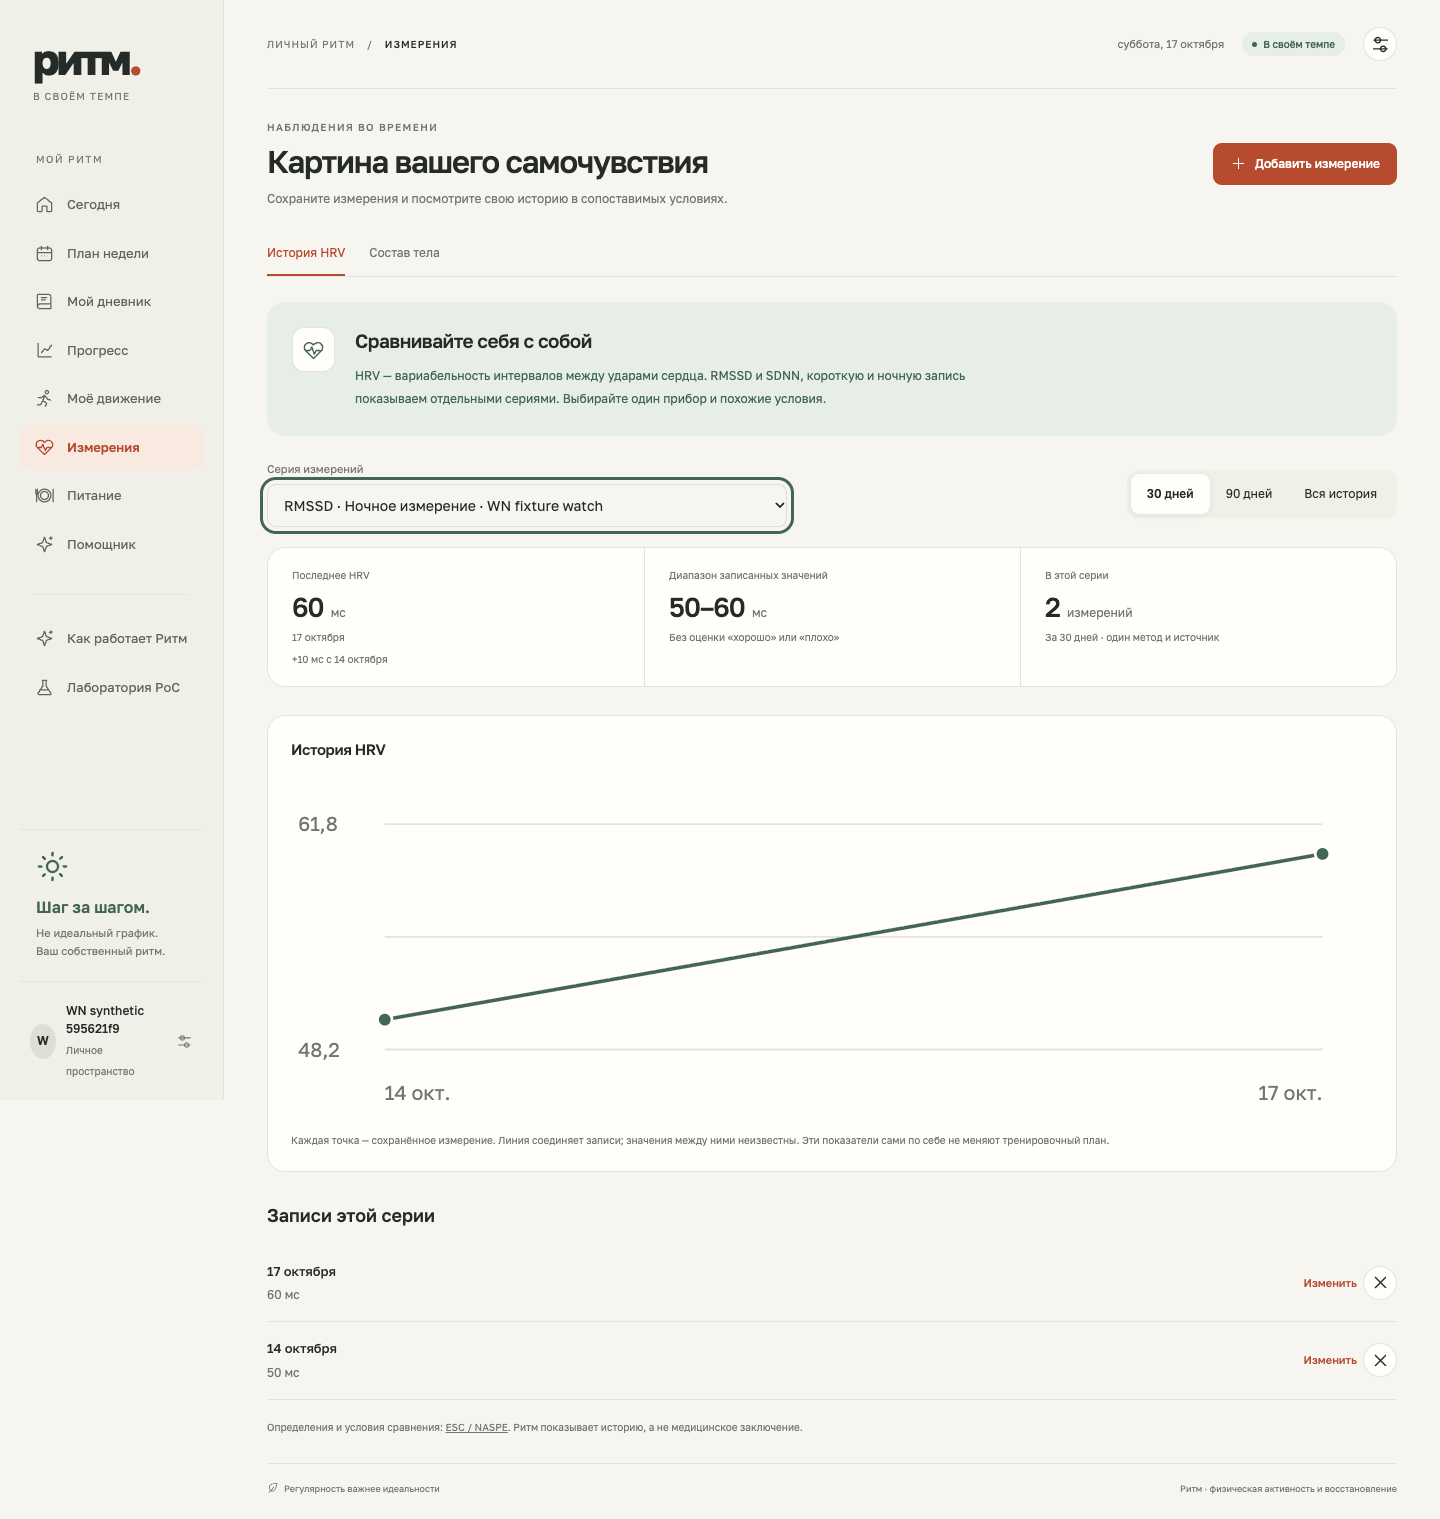 ритм.
В СВОЁМ ТЕМПЕ
МОЙ РИТМ
Сегодня
План недели
Мой дневник
Прогресс
Моё движение
Измерения
Питание
Помощник
Как работает Ритм
Лаборатория PoC
Шаг за шагом.
Не идеальный график.
Ваш собственный ритм.
W
WN synthetic
595621f9
Личное
пространство
ЛИЧНЫЙ РИТМ / ИЗМЕРЕНИЯ
суббота, 17 октября
В своём темпе
НАБЛЮДЕНИЯ ВО ВРЕМЕНИ
Картина вашего самочувствия
Сохраните измерения и посмотрите свою историю в сопоставимых условиях.
Добавить измерение
История HRV
Состав тела
Сравнивайте себя с собой
HRV — вариабельность интервалов между ударами сердца. RMSSD и SDNN, короткую и ночную запись
показываем отдельными сериями. Выбирайте один прибор и похожие условия.
Серия измерений
RMSSD · Ночное измерение · WN fixture watch
30 дней
90 дней
Вся история
Последнее HRV
60 мс
17 октября
+10 мс с 14 октября
Диапазон записанных значений
50–60 мс
Без оценки «хорошо» или «плохо»
В этой серии
2 измерений
За 30 дней · один метод и источник
История HRV
61,8
48,2
14 окт.
17 окт.
Каждая точка — сохранённое измерение. Линия соединяет записи; значения между ними неизвестны. Эти показатели сами по себе не меняют тренировочный план.
Записи этой серии
17 октября
60 мс
Изменить
14 октября
50 мс
Изменить
Определения и условия сравнения: ESC / NASPE. Ритм показывает историю, а не медицинское заключение.
Регулярность важнее идеальности
Ритм · физическая активность и восстановление